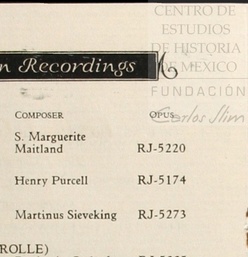 CENTRO DE
ESTUDIOS
DE HISTORIA
DE MEXICO
FUNDACIÓN
Carlos Slim
n Recordings
COMPOSER OPUS
S. Marguerite
Maitland RJ-5220
Henry Purcell RJ-5174
Martinus Sieveking RJ-5273
ROLLE)